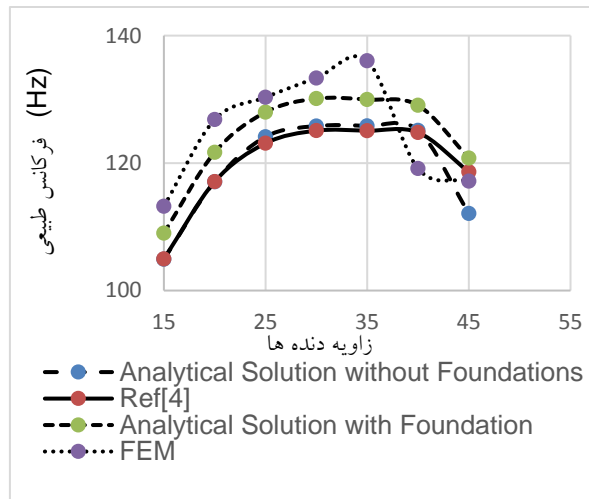 140
120
100
فرکانس طبیعی (Hz)
15 25 35 45 55
زاویه دنده ها
Analytical Solution without Foundations
Ref[4]
Analytical Solution with Foundation
FEM